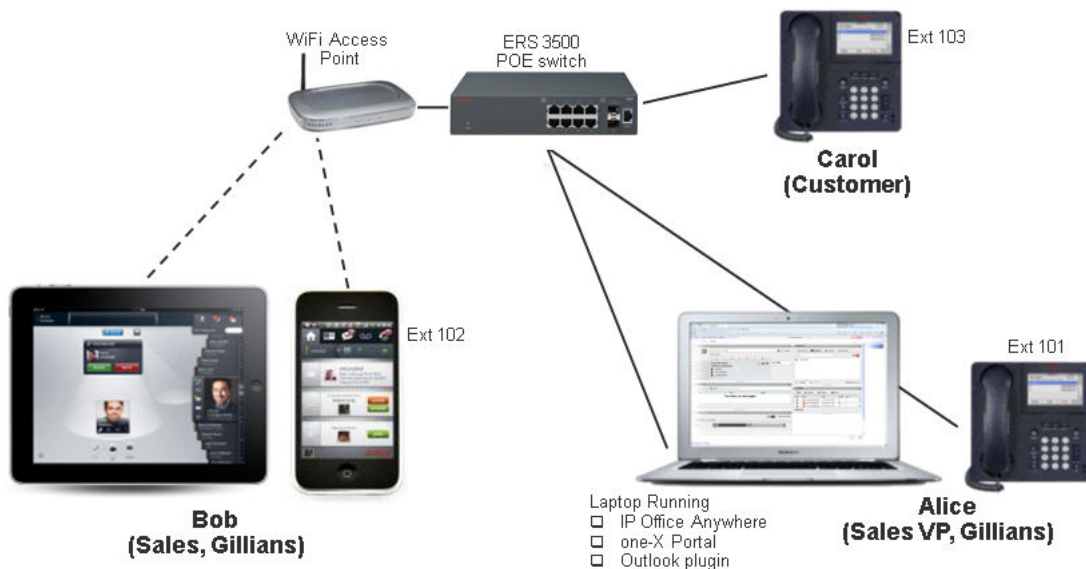 WiFi Access
Point
ERS 3500
POE switch
Ext 103
Carol
(Customer)
Ext 102
Ext 101
Bob
(Sales, Gillians)
Laptop Running
IP Office Anywhere
one-X Portal
Outlook plugin
Alice
(Sales VP, Gillians)